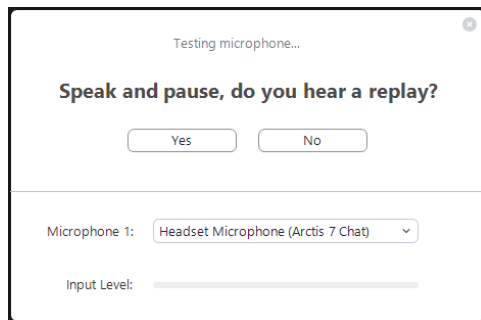 Testing microphone...
Speak and pause, do you hear a replay?
Yes No
Microphone 1: Headset Microphone (Arctis 7 Chat)
Input Level: